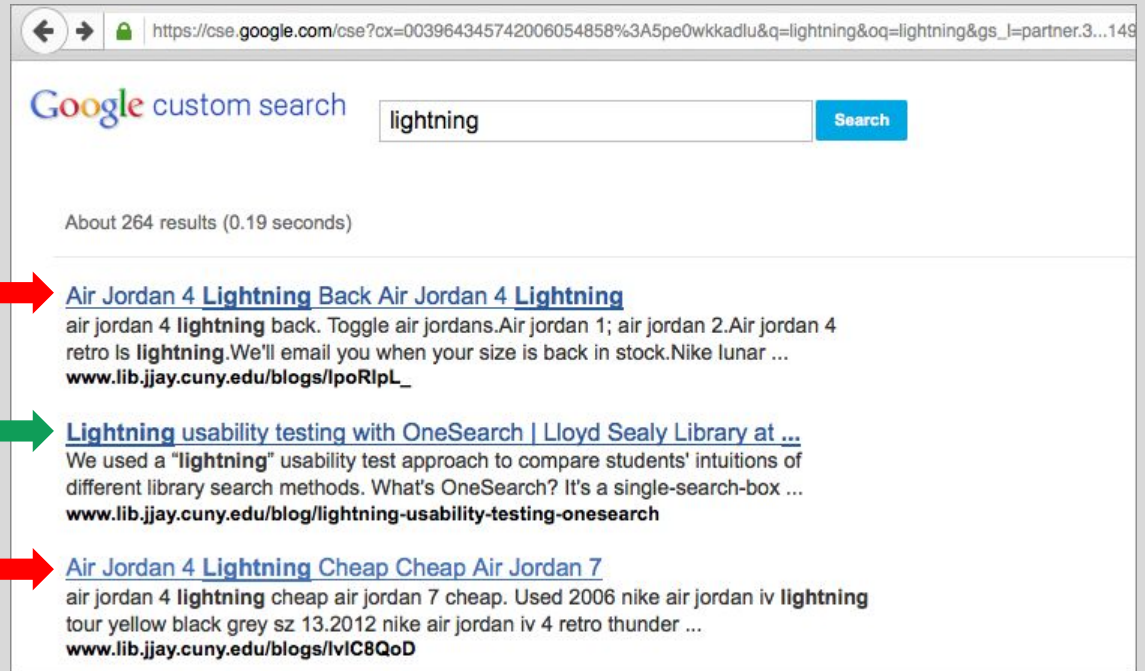 https://cse.google.com/cse?cx=003964345742006054858%3A5pe0wkkadlu&q=lightning&oq=lightning&gs_l=partner.3...149
Google custom search
lightning
Search
About 264 results (0.19 seconds)
Air Jordan 4 Lightning Back Air Jordan 4 Lightning
air jordan 4 lightning back. Toggle air jordans.Air jordan 1; air jordan 2.Air jordan 4
retro ls lightning.We'll email you when your size is back in stock.Nike lunar ...
www.lib.jjay.cuny.edu/blogs/IpoRIpL_
Lightning usability testing with OneSearch | Lloyd Sealy Library at ...
We used a “lightning” usability test approach to compare students' intuitions of
different library search methods. What's OneSearch? It's a single-search-box ...
www.lib.jjay.cuny.edu/blog/lightning-usability-testing-onesearch
Air Jordan 4 Lightning Cheap Cheap Air Jordan 7
air jordan 4 lightning cheap air jordan 7 cheap. Used 2006 nike air jordan iv lightning
tour yellow black grey sz 13.2012 nike air jordan iv 4 retro thunder ...
www.lib.jjay.cuny.edu/blogs/IvIC8QoD